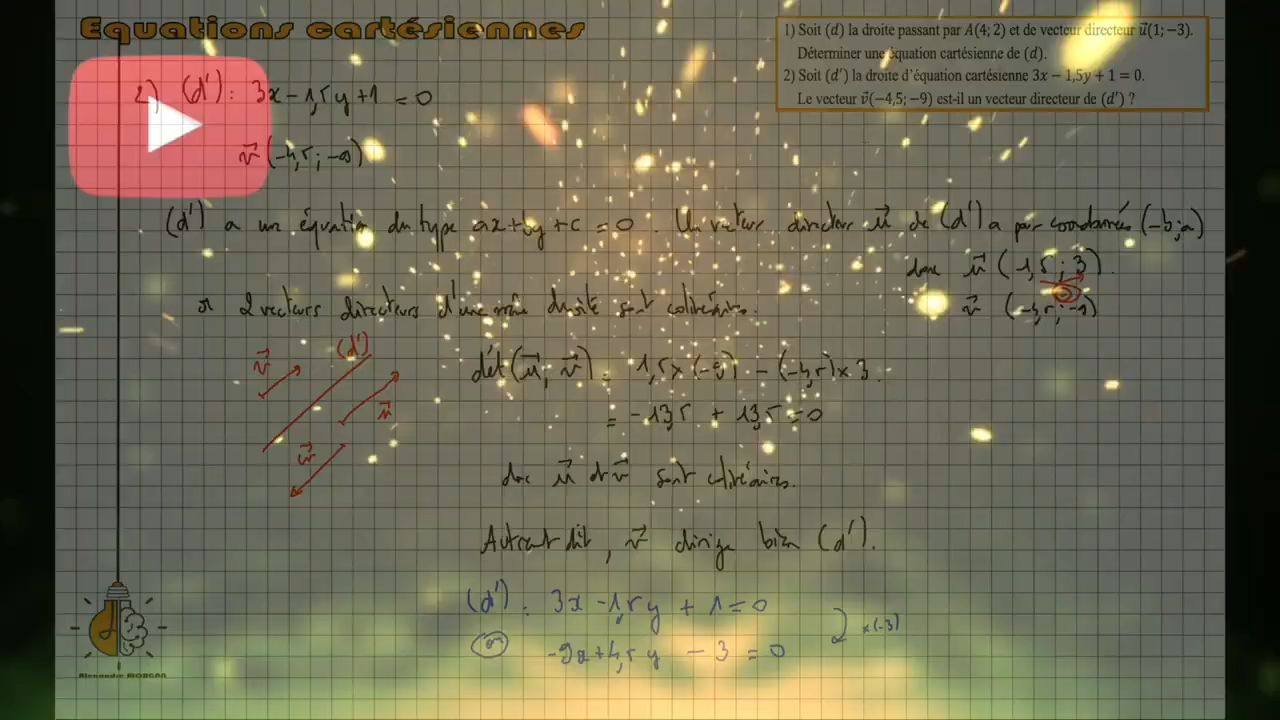 Equations cartésiennes
1) Soit (d) la droite passant par A(4; 2) et de vecteur directeur u⃗(1; −3).
Déterminer une équation cartésienne de (d).
2) Soit (d′) la droite d'équation cartésienne 3x − 1,5y + 1 = 0.
Le vecteur v⃗(−4,5; −9) est-il un vecteur directeur de (d′) ?
2) (d') : 3x - 1,5y + 1 = 0
v⃗ (-4,5 ; -9)
(d') a une équation du type ax + by + c = 0. Un vecteur directeur u⃗ de (d') a pour coordonnées (-b; a)
donc u⃗ (1,5 ; 3).
v⃗ (-4,5 ; -9)
or 2 vecteurs directeurs d'une même droite sont colinéaires.
v⃗ (d')
u⃗
dét(u⃗ ; v⃗) = 1,5 × (-9) - (-4,5) × 3.
= -13,5 + 13,5 = 0
donc u⃗ et v⃗ sont colinéaires.
Autrement dit, v⃗ dirige bien (d').
(d') : 3x - 1,5y + 1 = 0
-9x + 4,5y - 3 = 0
×(-3)
Alexandre MORGAN